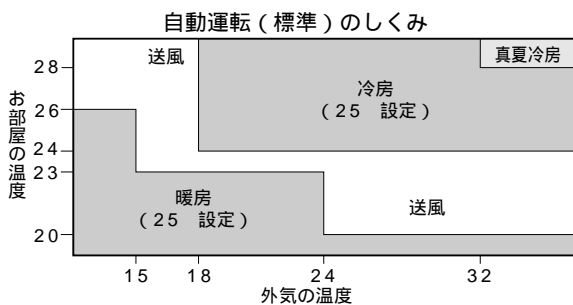 自動運転(標準)のしくみ
送風
真夏冷房
28
冷房
(25 設定)
26
お部屋の温度
24
23
暖房
(25 設定)
送風
20
15 18 24 32
外気の温度